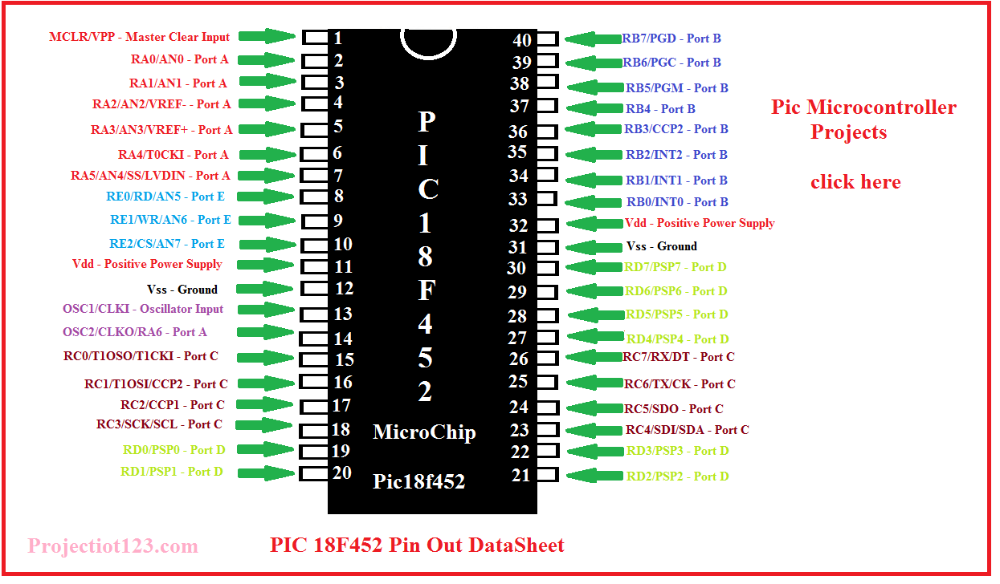 MCLR/VPP - Master Clear Input
RA0/AN0 - Port A
RA1/AN1 - Port A
RA2/AN2/VREF- - Port A
RA3/AN3/VREF+ - Port A
RA4/T0CKI - Port A
RA5/AN4/SS/LVDIN - Port A
RE0/RD/AN5 - Port E
RE1/WR/AN6 - Port E
RE2/CS/AN7 - Port E
Vdd - Positive Power Supply
Vss - Ground
OSC1/CLKI - Oscillator Input
OSC2/CLKO/RA6 - Port A
RC0/T1OSO/T1CKI - Port C
RC1/T1OSI/CCP2 - Port C
RC2/CCP1 - Port C
RC3/SCK/SCL - Port C
RD0/PSP0 - Port D
RD1/PSP1 - Port D
1
2
3
4
5
6
7
8
9
10
11
12
13
14
15
16
17
18
19
20
P
I
C
1
8
F
4
5
2
MicroChip
Pic18f452
40
39
38
37
36
35
34
33
32
31
30
29
28
27
26
25
24
23
22
21
RB7/PGD - Port B
RB6/PGC - Port B
RB5/PGM - Port B
RB4 - Port B
RB3/CCP2 - Port B
RB2/INT2 - Port B
RB1/INT1 - Port B
RB0/INT0 - Port B
Vdd - Positive Power Supply
Vss - Ground
RD7/PSP7 - Port D
RD6/PSP6 - Port D
RD5/PSP5 - Port D
RD4/PSP4 - Port D
RC7/RX/DT - Port C
RC6/TX/CK - Port C
RC5/SDO - Port C
RC4/SDI/SDA - Port C
RD3/PSP3 - Port D
RD2/PSP2 - Port D
Pic Microcontroller
Projects
click here
Projectiot123.com
PIC 18F452 Pin Out DataSheet